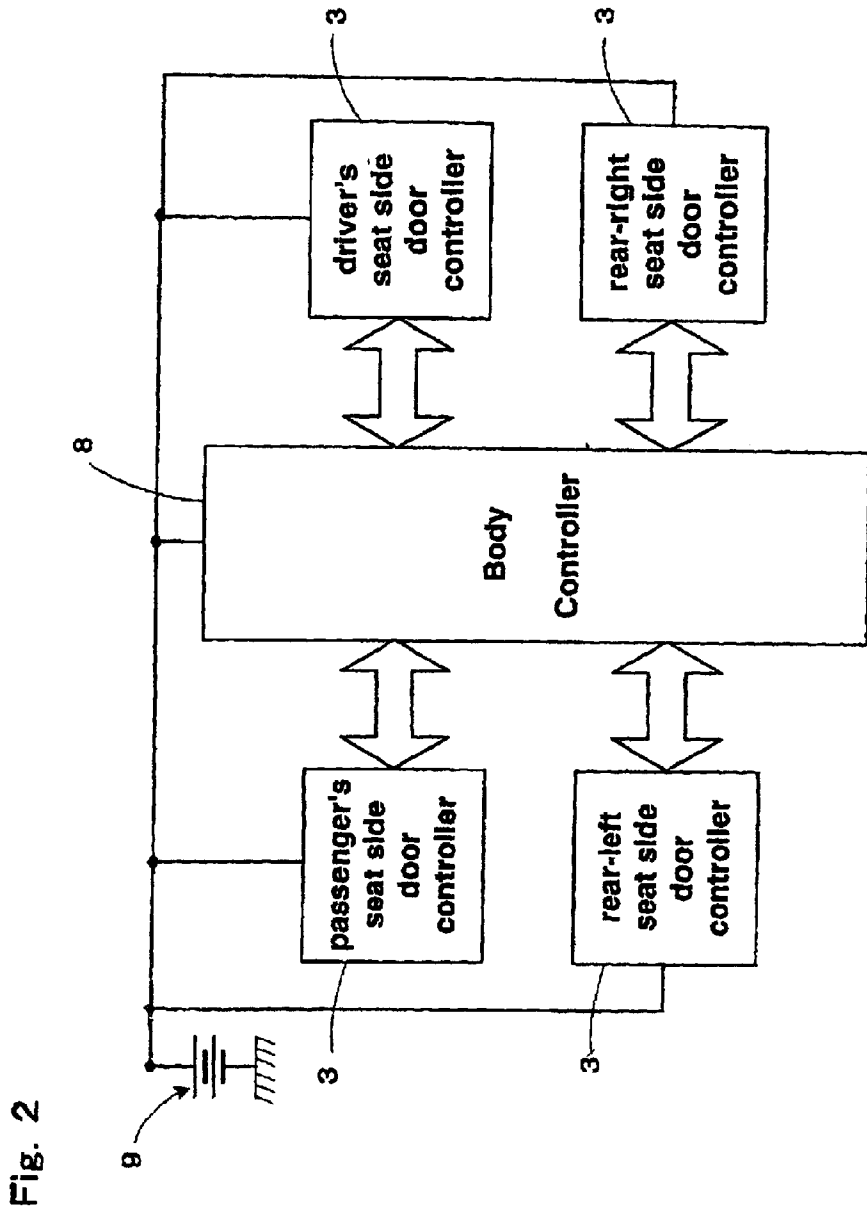 Fig. 2
8
9
3
3
passenger's
seat side
door
controller
driver's
seat side
door
controller
Body
Controller
3
3
rear-left
seat side
door
controller
rear-right
seat side
door
controller